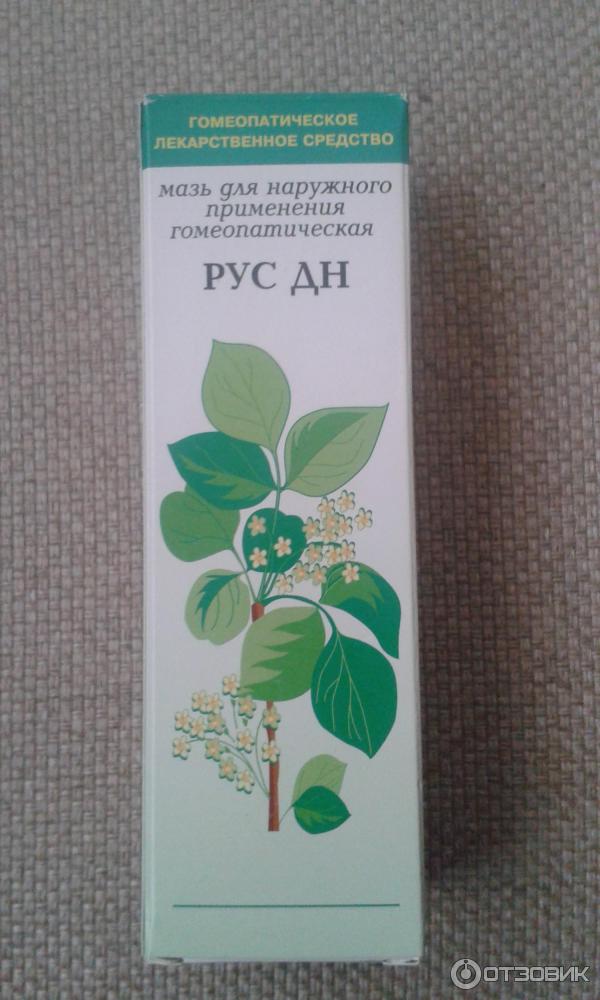 ГОМЕОПАТИЧЕСКОЕ
ЛЕКАРСТВЕННОЕ СРЕДСТВО
мазь для наружного
применения
гомеопатическая
РУС ДН
ОТЗОВИК